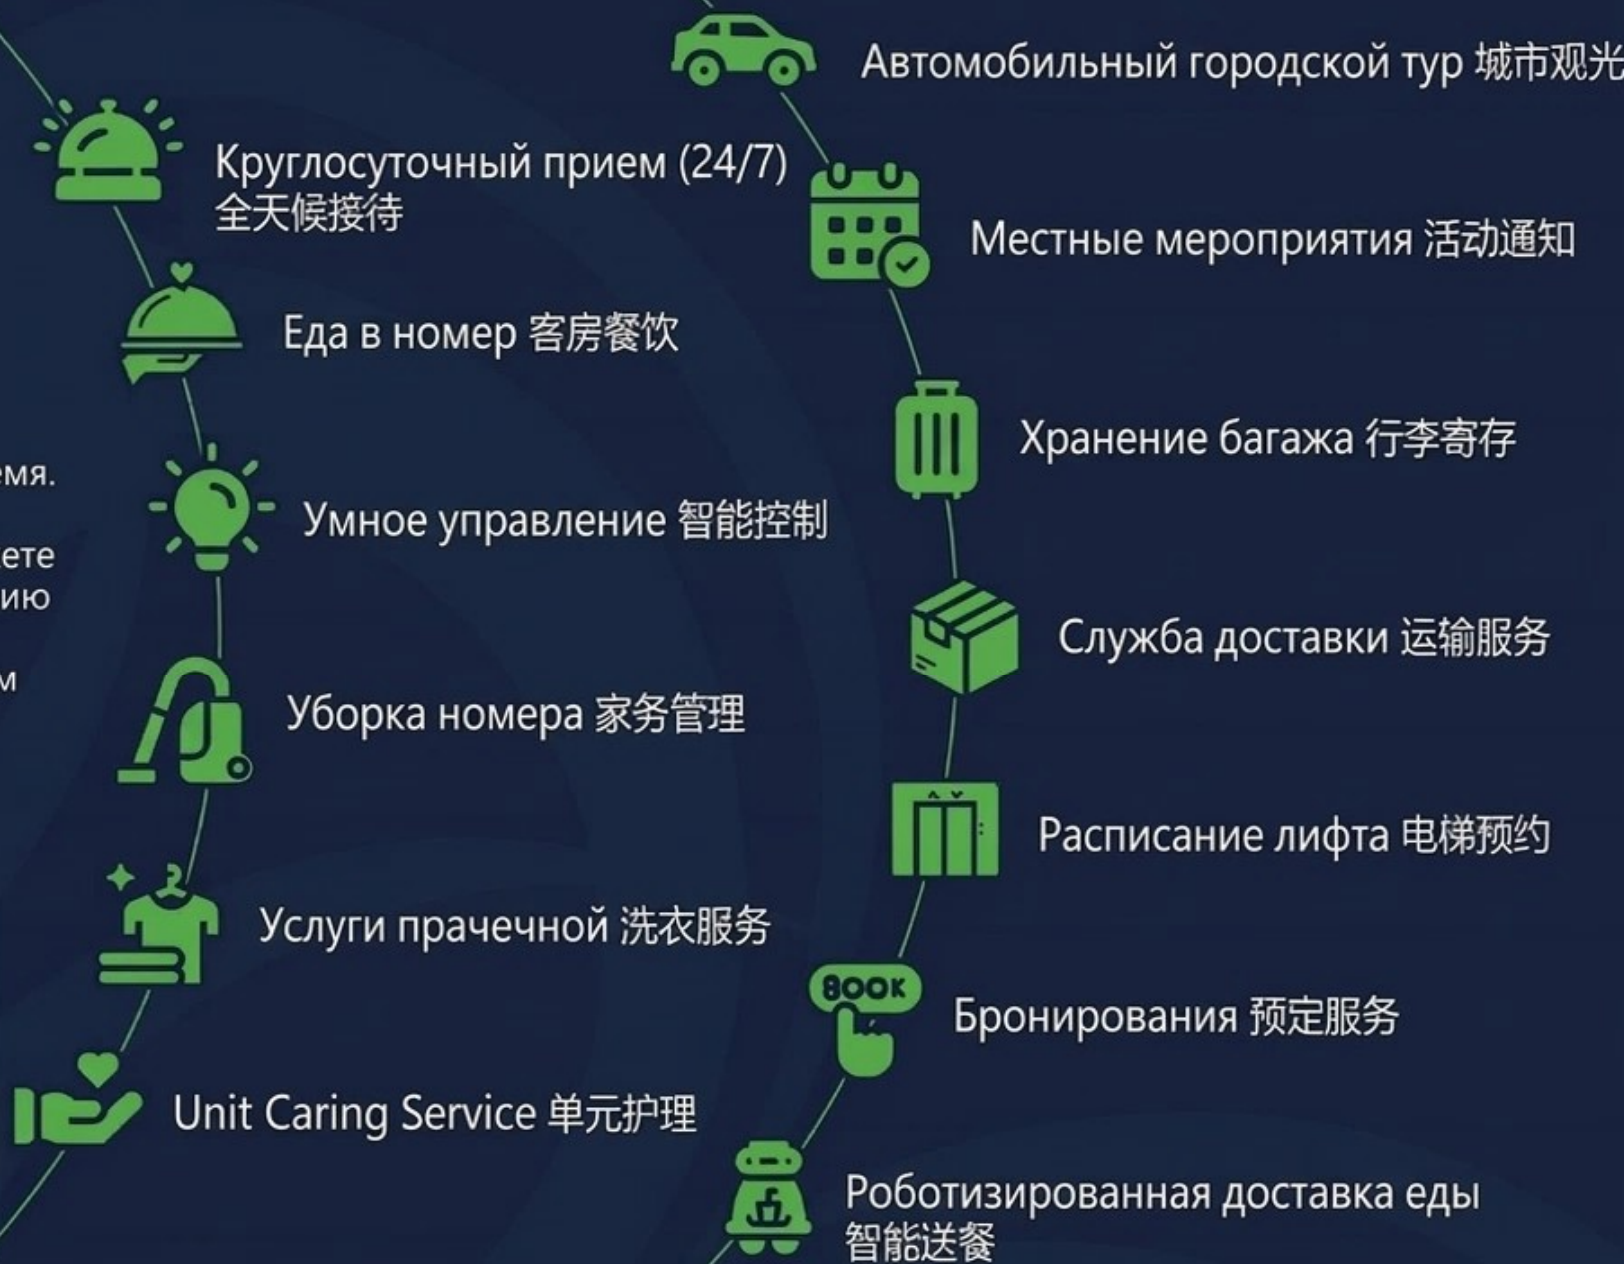 емя.
ете
ию
м
Круглосуточный прием (24/7)
全天候接待
Еда в номер 客房餐饮
Умное управление 智能控制
Уборка номера 家务管理
Услуги прачечной 洗衣服务
Unit Caring Service 单元护理
Автомобильный городской тур 城市观光
Местные мероприятия 活动通知
Хранение багажа 行李寄存
Служба доставки 运输服务
Расписание лифта 电梯预约
BOOK
Бронирования 预定服务
Роботизированная доставка еды
智能送餐